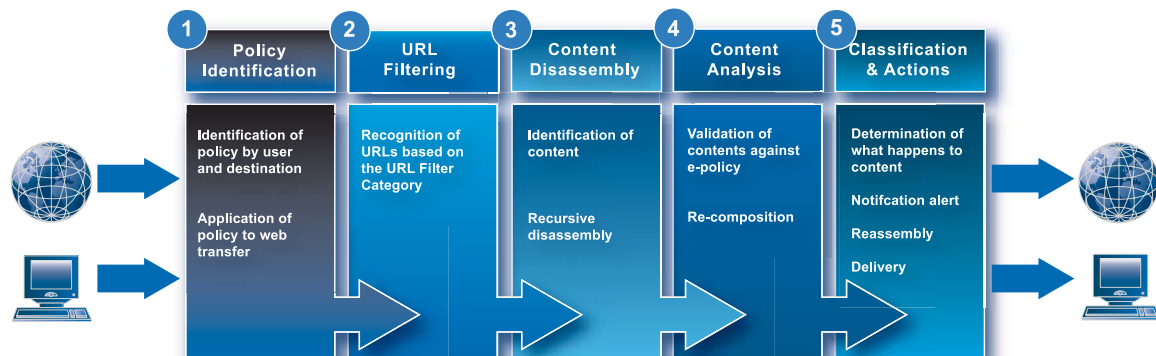 1
Policy
Identification
2
URL
Filtering
3
Content
Disassembly
4
Content
Analysis
5
Classification
& Actions
Identification of
policy by user
and destination
Application of
policy to web
transfer
Recognition of
URLs based on
the URL Filter
Category
Identification of
content
Recursive
disassembly
Validation of
contents against
e-policy
Re-composition
Determination of
what happens to
content
Notifcation alert
Reassembly
Delivery